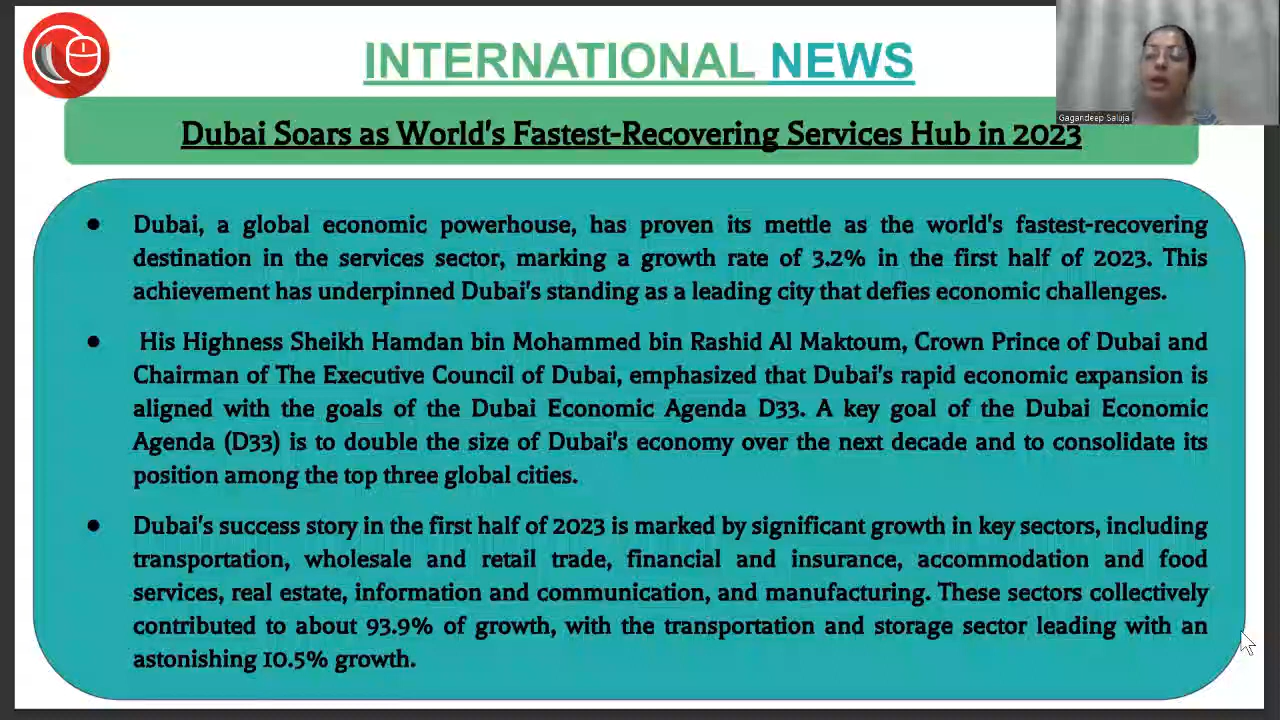 INTERNATIONAL NEWS
Gagandeep Saluja
Dubai Soars as World's Fastest-Recovering Services Hub in 2023
● Dubai, a global economic powerhouse, has proven its mettle as the world's fastest-recovering
destination in the services sector, marking a growth rate of 3.2% in the first half of 2023. This
achievement has underpinned Dubai's standing as a leading city that defies economic challenges.
● His Highness Sheikh Hamdan bin Mohammed bin Rashid Al Maktoum, Crown Prince of Dubai and
Chairman of The Executive Council of Dubai, emphasized that Dubai's rapid economic expansion is
aligned with the goals of the Dubai Economic Agenda D33. A key goal of the Dubai Economic
Agenda (D33) is to double the size of Dubai's economy over the next decade and to consolidate its
position among the top three global cities.
● Dubai's success story in the first half of 2023 is marked by significant growth in key sectors, including
transportation, wholesale and retail trade, financial and insurance, accommodation and food
services, real estate, information and communication, and manufacturing. These sectors collectively
contributed to about 93.9% of growth, with the transportation and storage sector leading with an
astonishing 10.5% growth.